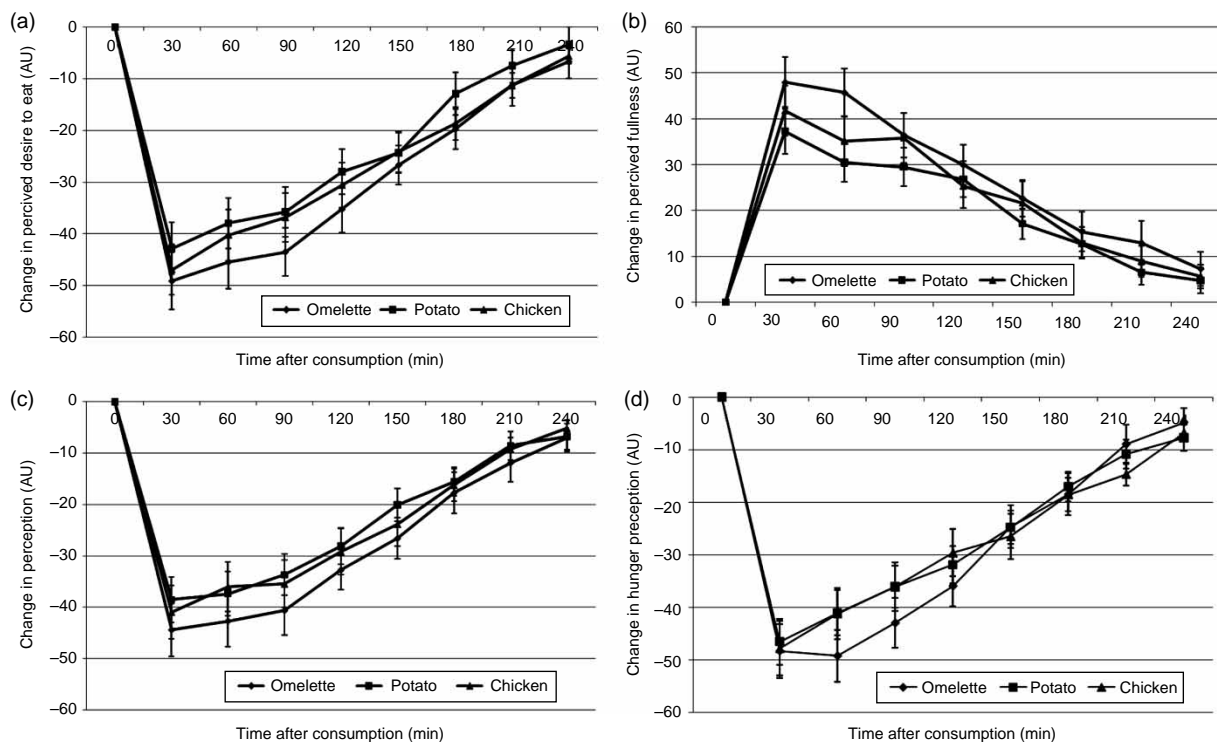 (a)
0
–10
–20
–30
–40
–50
–60
0 30 60 90 120 150 180 210 240
Change in percived desire to eat (AU)
Omelette Potato Chicken
Time after consumption (min)
(b)
60
50
40
30
20
10
0
0 30 60 90 120 150 180 210 240
Change in percived fullness (AU)
Omelette Potato Chicken
Time after consumption (min)
(c)
0
–10
–20
–30
–40
–50
–60
0 30 60 90 120 150 180 210 240
Change in perception (AU)
Omelette Potato Chicken
Time after consumption (min)
(d)
0
–10
–20
–30
–40
–50
–60
0 30 60 90 120 150 180 210 240
Change in hunger preception (AU)
Omelette Potato Chicken
Time after consumption (min)